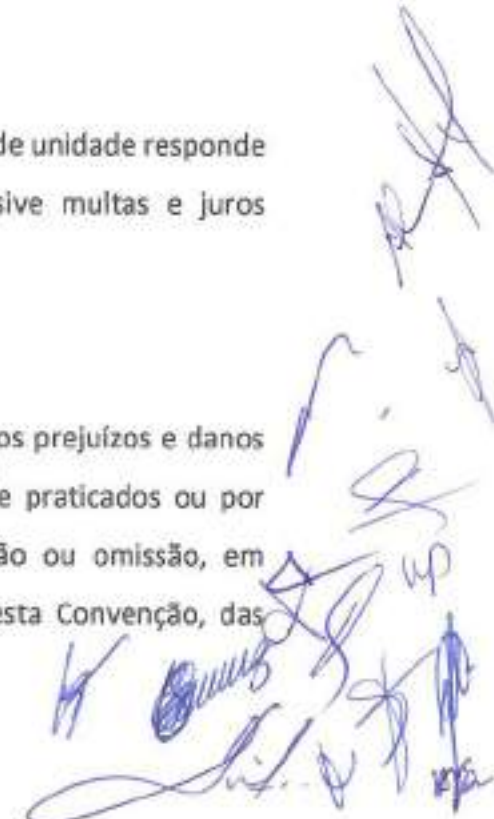 de unidade responde
sive multas e juros
os prejuízos e danos
e praticados ou por
ão ou omissão, em
esta Convenção, das